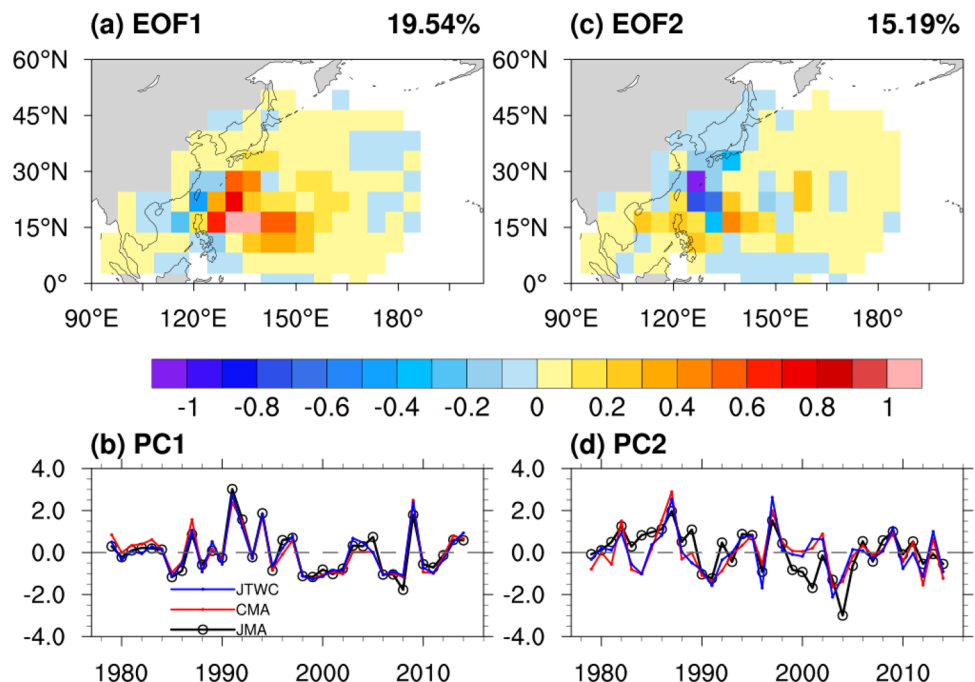 (a) EOF1 19.54% (c) EOF2 15.19%
60°N 60°N
45°N 45°N
30°N 30°N
15°N 15°N
0° 0°
90°E 120°E 150°E 180° 90°E 120°E 150°E 180°
-1 -0.8 -0.6 -0.4 -0.2 0 0.2 0.4 0.6 0.8 1
(b) PC1 (d) PC2
4.0 4.0
2.0 2.0
0.0 0.0
JTWC
-2.0 -2.0
CMA
JMA
-4.0 -4.0
1980 1990 2000 2010 1980 1990 2000 2010